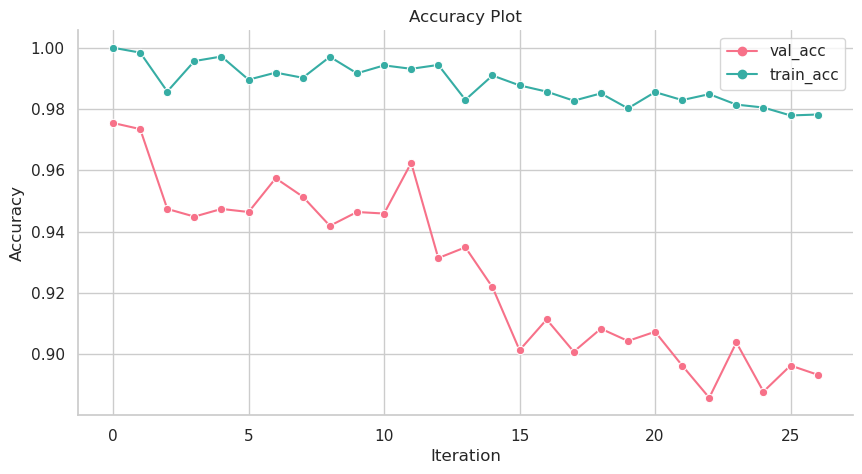 Accuracy Plot
1.00
0.98
0.96
0.94
0.92
0.90
Accuracy
val_acc
train_acc
0 5 10 15 20 25
Iteration